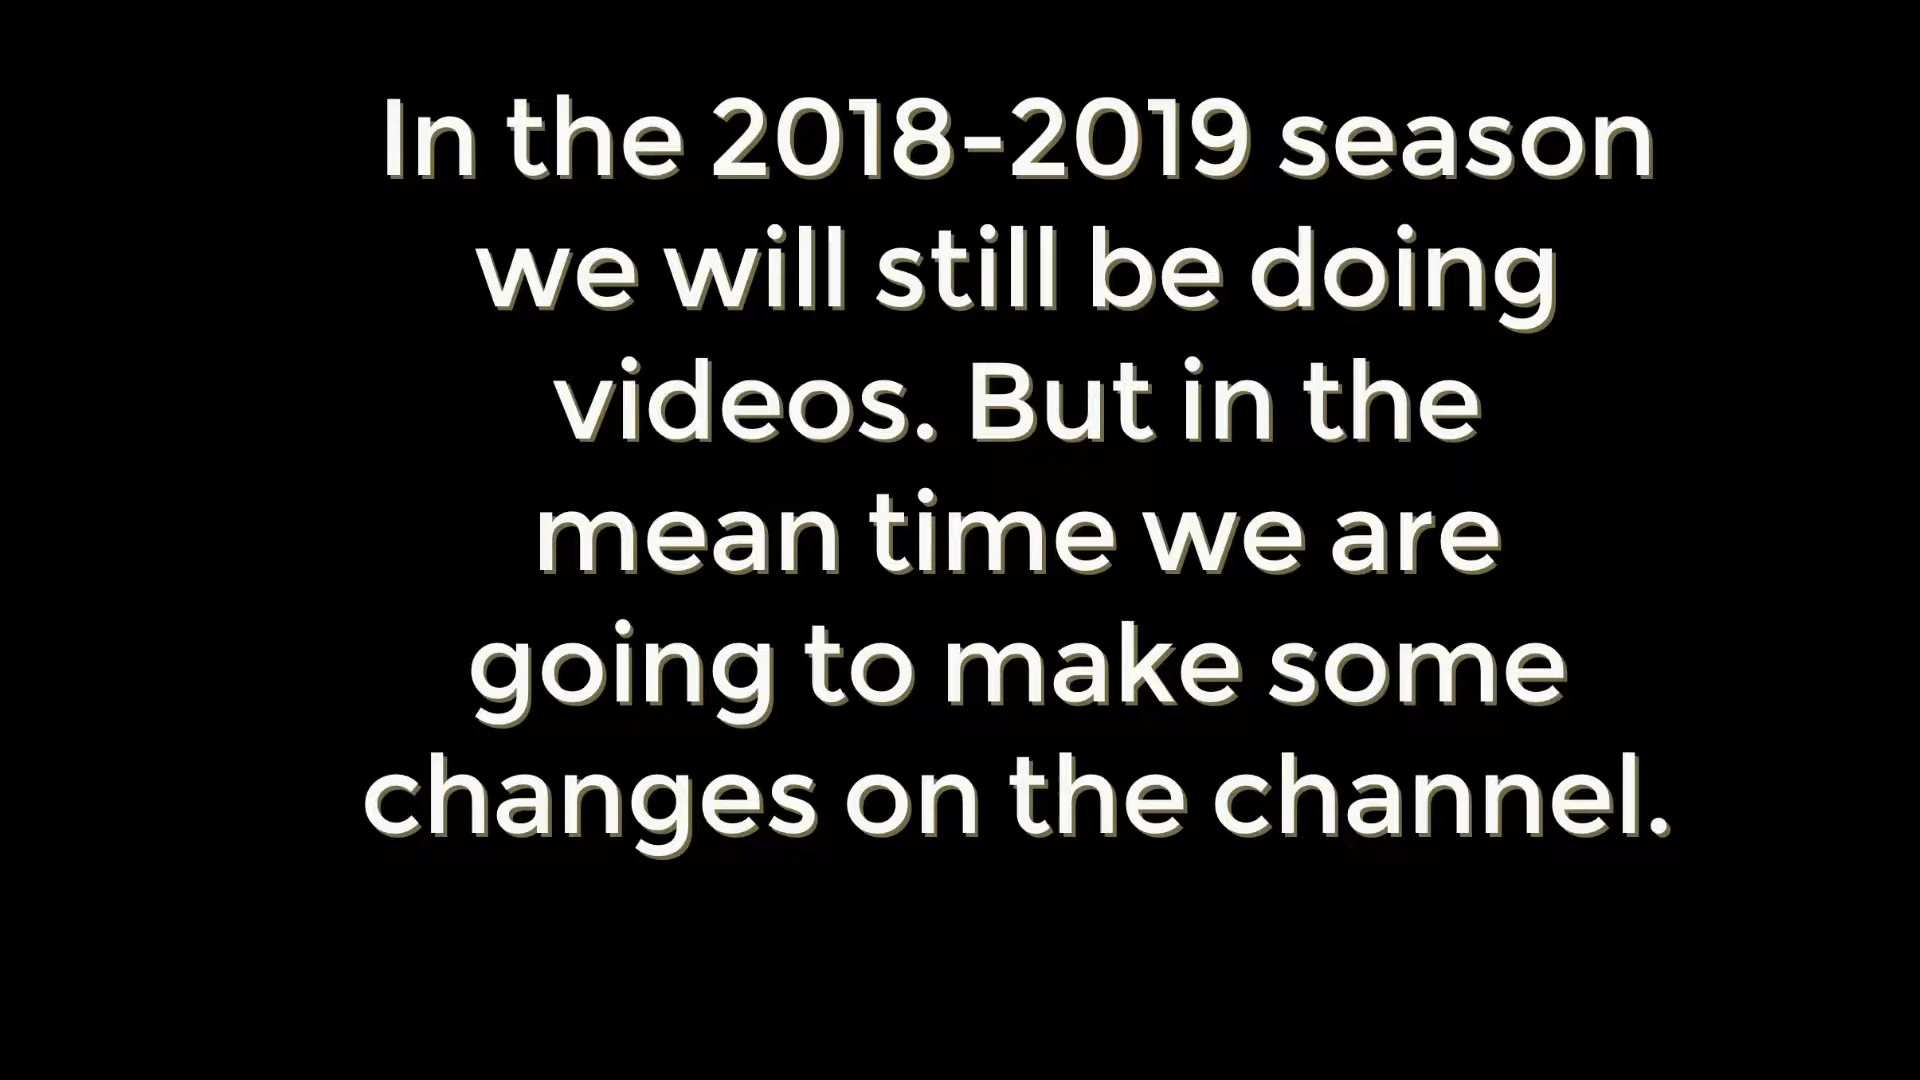 In the 2018-2019 season
we will still be doing
videos. But in the
mean time we are
going to make some
changes on the channel.